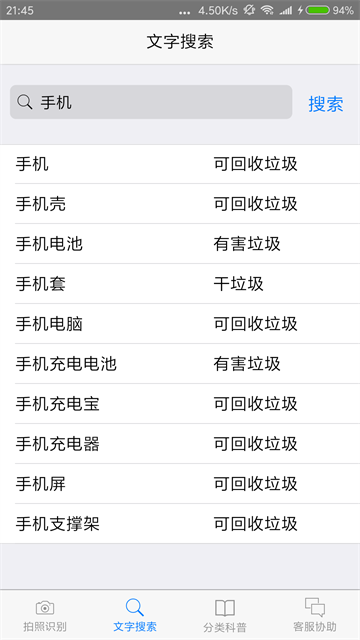 21:45 ... 4.50K/s 94%
文字搜索
手机 搜索
手机 可回收垃圾
手机壳 可回收垃圾
手机电池 有害垃圾
手机套 干垃圾
手机电脑 可回收垃圾
手机充电电池 有害垃圾
手机充电宝 可回收垃圾
手机充电器 可回收垃圾
手机屏 可回收垃圾
手机支撑架 可回收垃圾
拍照识别 文字搜索 分类科普 客服协助